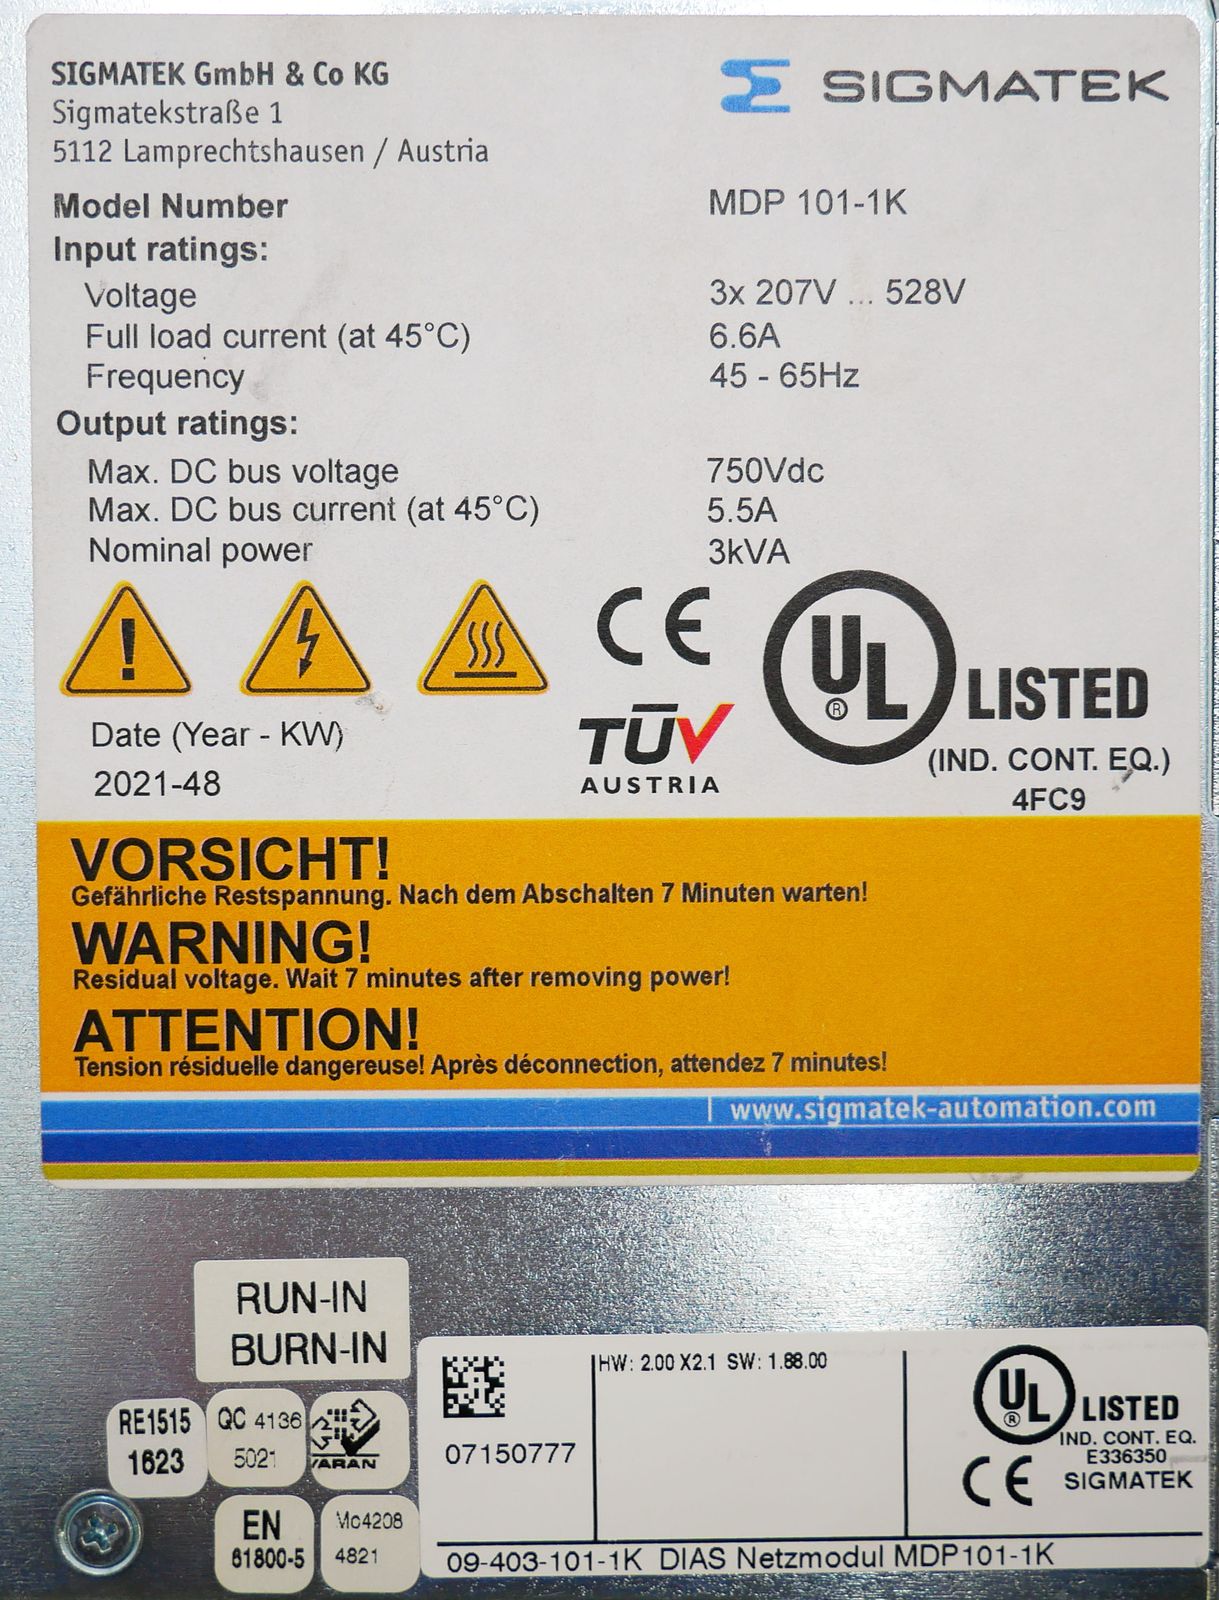 SIGMATEK GmbH & Co KG
Sigmatekstraße 1
5112 Lamprechtshausen / Austria
SIGMATEK
Model Number MDP 101-1K
Input ratings:
Voltage 3x 207V ... 528V
Full load current (at 45°C) 6.6A
Frequency 45 - 65Hz
Output ratings:
Max. DC bus voltage 750Vdc
Max. DC bus current (at 45°C) 5.5A
Nominal power 3kVA
CE
UL ® LISTED
(IND. CONT. EQ.)
4FC9
TÜV
AUSTRIA
Date (Year - KW)
2021-48
VORSICHT!
Gefährliche Restspannung. Nach dem Abschalten 7 Minuten warten!
WARNING!
Residual voltage. Wait 7 minutes after removing power!
ATTENTION!
Tension résiduelle dangereuse! Après déconnection, attendez 7 minutes!
www.sigmatek-automation.com
RUN-IN
BURN-IN
RE1515
1623
QC 4136
5021
VARAN
EN
61800-5
Mc4208
4821
07150777
HW: 2.00 X2.1 SW: 1.88.00
UL ® LISTED
IND. CONT. EQ.
E336350
CE SIGMATEK
09-403-101-1K DIAS Netzmodul MDP101-1K